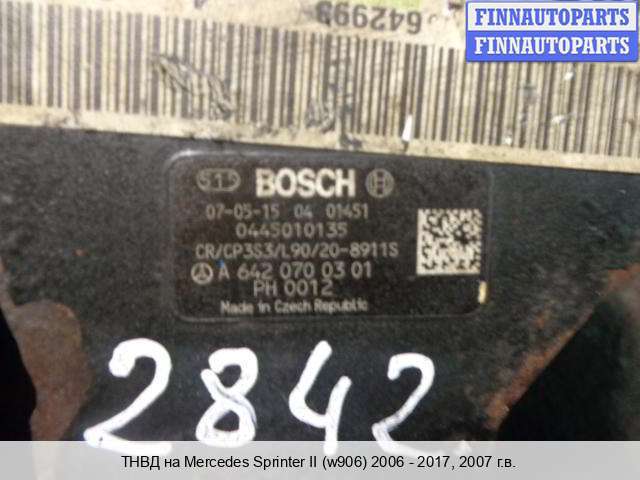 642993
FINNAUTOPARTS
FINNAUTOPARTS
BOSCH
07-05-15 04 01451
0445010135
CR/CP3S3/L90/20-8911S
A 642 070 03 01
PH 0012
Made in Czech Republic
2842
ТНВД на Mercedes Sprinter II (w906) 2006 - 2017, 2007 г.в.